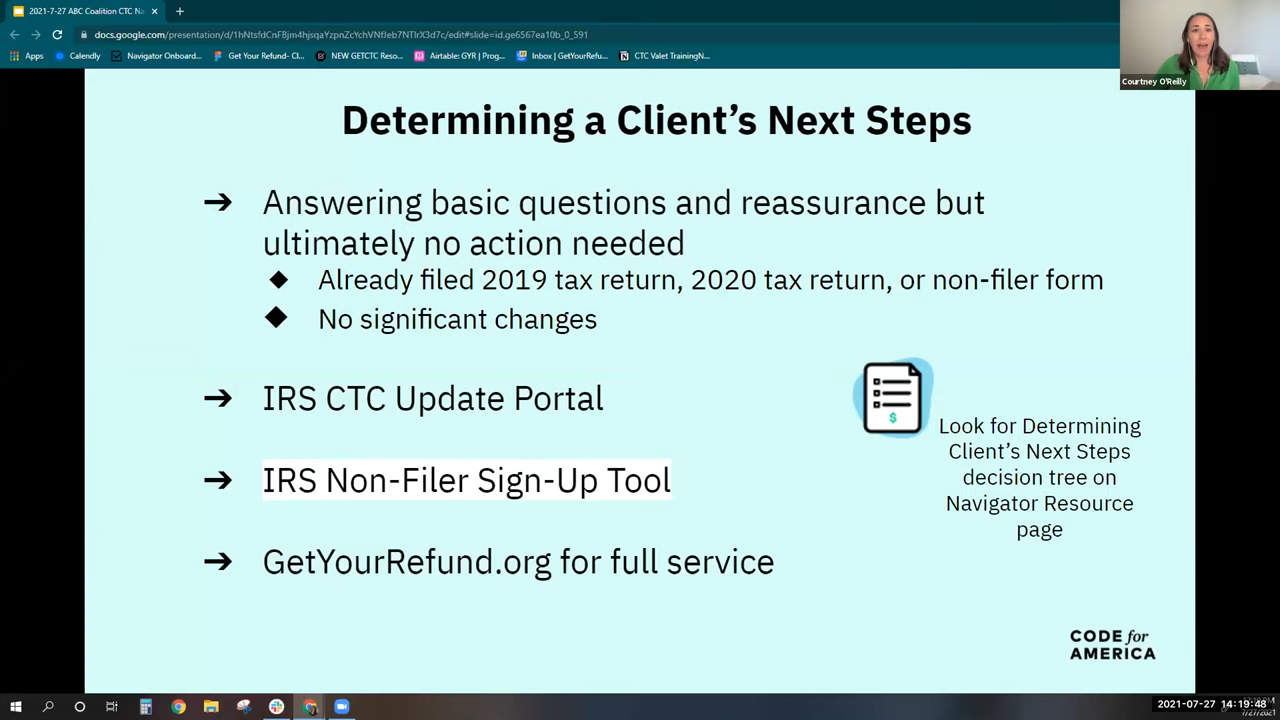 2021-7-27 ABC Coalition CTC Na
docs.google.com/presentation/d/1hNtsfdCnFBjm4hjsqaYzpnZcYchVNfJeb7NTlrX3d7c/edit#slide=id.ge6567ea10b_0_591
Apps Calendly Navigator Onboard... Get Your Refund- Cl... NEW GETCTC Reso... Airtable: GYR | Prog... Inbox | GetYourRefu... CTC Valet TrainingN...
Courtney O'Reilly
Determining a Client's Next Steps
➔ Answering basic questions and reassurance but
ultimately no action needed
◆ Already filed 2019 tax return, 2020 tax return, or non-filer form
◆ No significant changes
➔ IRS CTC Update Portal
➔ IRS Non-Filer Sign-Up Tool
➔ GetYourRefund.org for full service
Look for Determining
Client's Next Steps
decision tree on
Navigator Resource
page
CODE for
AMERICA
2021-07-27 14:19:48